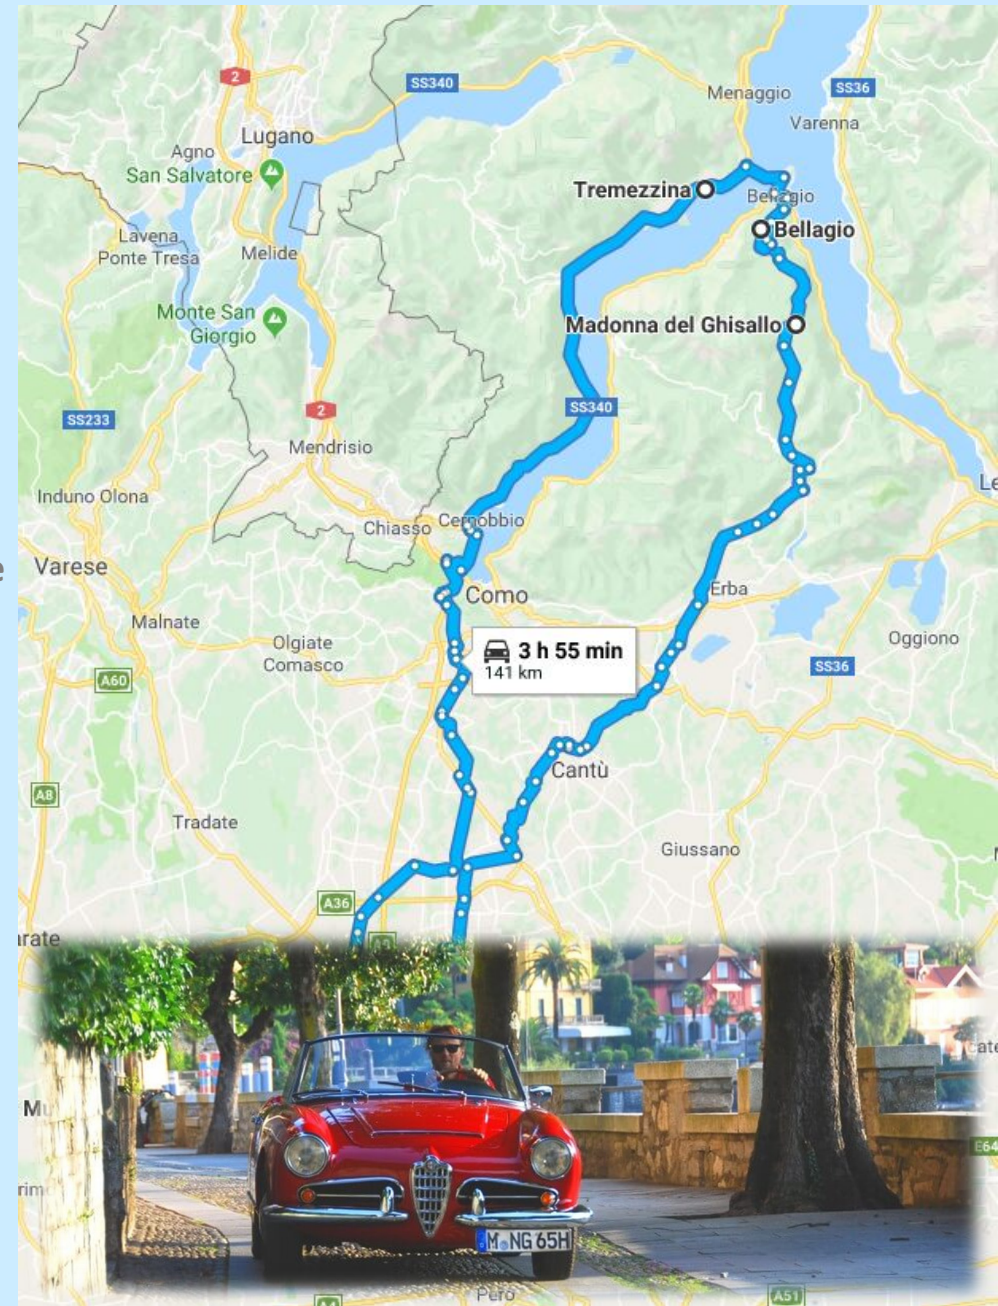 2
SS340
Menaggio
SS36
Varenna
Lugano
Agno
San Salvatore
Tremezzina
Bellagio
Bellagio
Lavena
Ponte Tresa
Melide
Monte San
Giorgio
Madonna del Ghisallo
2
SS340
SS233
Mendrisio
Induno Olona
Chiasso
Cernobbio
Varese
Como
Erba
Malnate
Olgiate
Comasco
3 h 55 min
141 km
Oggiono
SS36
A60
Cantù
A8
Tradate
Giussano
A36
E64
M NG 65H
Pero
A51